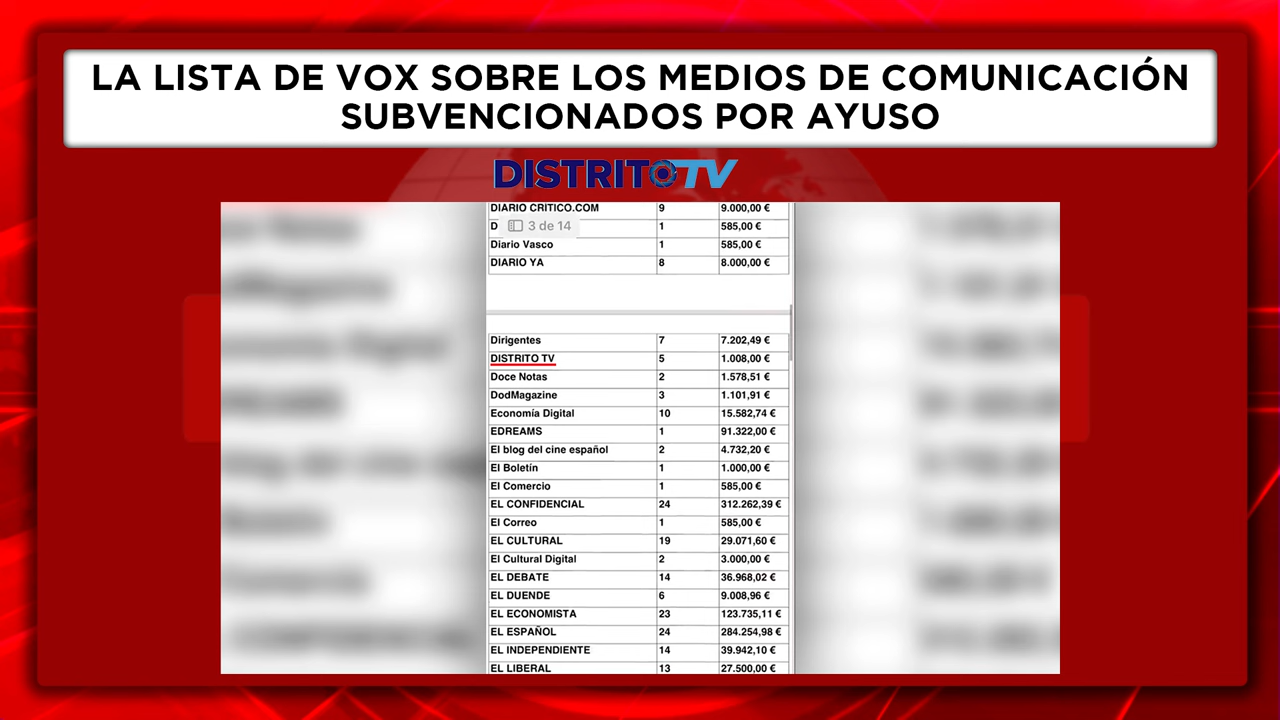 LA LISTA DE VOX SOBRE LOS MEDIOS DE COMUNICACIÓN
SUBVENCIONADOS POR AYUSO
DISTRITO TV
DIARIO CRITICO.COM 9 9.000,00 €
D 1 585,00 €
3 de 14
Diario Vasco 1 585,00 €
DIARIO YA 8 8.000,00 €
Dirigentes 7 7.202,49 €
DISTRITO TV 5 1.008,00 €
Doce Notas 2 1.578,51 €
DodMagazine 3 1.101,91 €
Economía Digital 10 15.582,74 €
EDREAMS 1 91.322,00 €
El blog del cine español 2 4.732,20 €
El Boletín 1 1.000,00 €
El Comercio 1 585,00 €
EL CONFIDENCIAL 24 312.262,39 €
El Correo 1 585,00 €
EL CULTURAL 19 29.071,60 €
El Cultural Digital 2 3.000,00 €
EL DEBATE 14 36.968,02 €
EL DUENDE 6 9.008,96 €
EL ECONOMISTA 23 123.735,11 €
EL ESPAÑOL 24 284.254,98 €
EL INDEPENDIENTE 14 39.942,10 €
EL LIBERAL 13 27.500,00 €